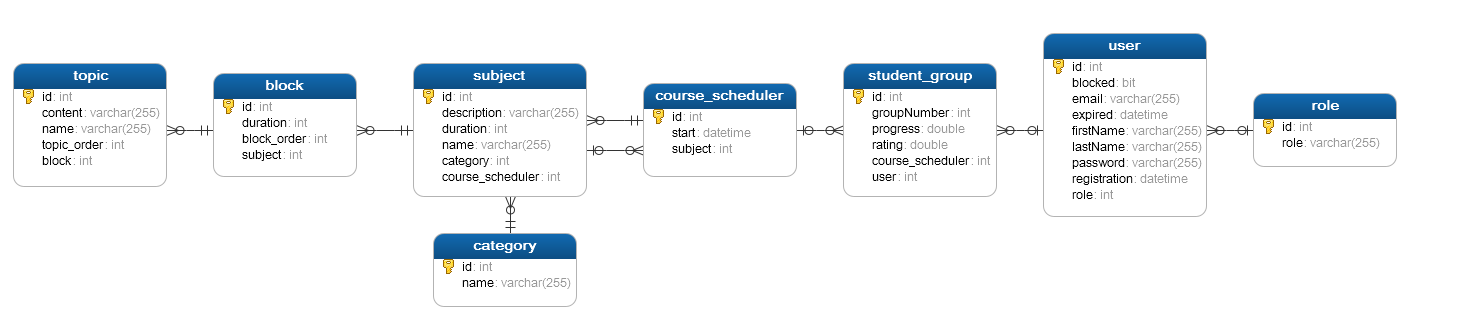 topic
id: int
content: varchar(255)
name: varchar(255)
topic_order: int
block: int
block
id: int
duration: int
block_order: int
subject: int
subject
id: int
description: varchar(255)
duration: int
name: varchar(255)
category: int
course_scheduler: int
category
id: int
name: varchar(255)
course_scheduler
id: int
start: datetime
subject: int
student_group
id: int
groupNumber: int
progress: double
rating: double
course_scheduler: int
user: int
user
id: int
blocked: bit
email: varchar(255)
expired: datetime
firstName: varchar(255)
lastName: varchar(255)
password: varchar(255)
registration: datetime
role: int
role
id: int
role: varchar(255)